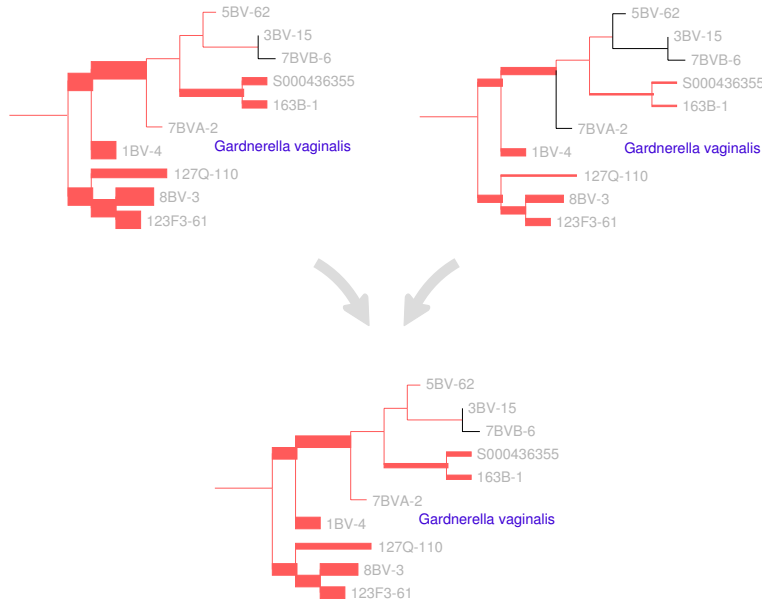 5BV-62
3BV-15
7BVB-6
S000436355
163B-1
7BVA-2
Gardnerella vaginalis
1BV-4
127Q-110
8BV-3
123F3-61
5BV-62
3BV-15
7BVB-6
S000436355
163B-1
7BVA-2
Gardnerella vaginalis
1BV-4
127Q-110
8BV-3
123F3-61
5BV-62
3BV-15
7BVB-6
S000436355
163B-1
7BVA-2
Gardnerella vaginalis
1BV-4
127Q-110
8BV-3
123F3-61